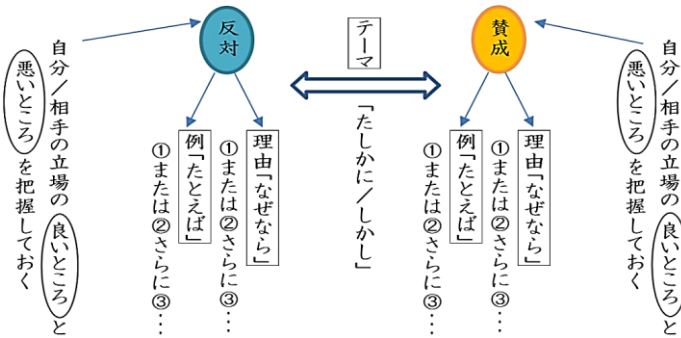 自分/相手の立場の良いところと
悪いところを把握しておく
賛成
理由「なぜなら」
①または②さらに③・・・
例「たとえば」
①または②さらに③・・・
テーマ
「たしかに/しかし」
反対
理由「なぜなら」
①または②さらに③・・・
例「たとえば」
①または②さらに③・・・
自分/相手の立場の良いところと
悪いところを把握しておく